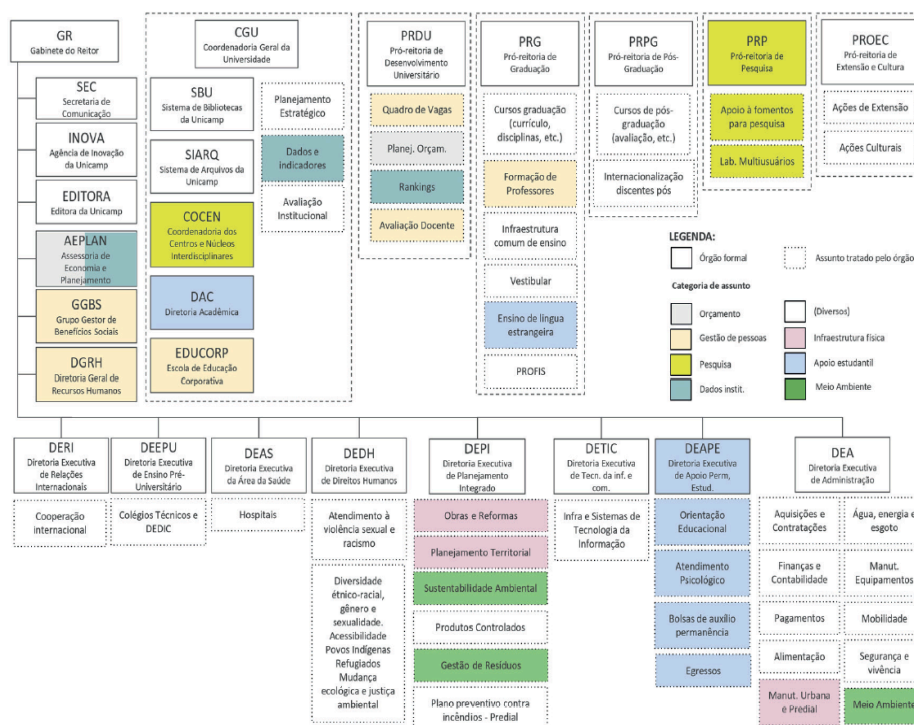 GR
Gabinete do Reitor
SEC
Secretaria de
Comunicação
INOVA
Agência de Inovação
da Unicamp
EDITORA
Editora da Unicamp
AEPLAN
Assessoria de
Economia e
Planejamento
GGBS
Grupo Gestor de
Benefícios Sociais
DGRH
Diretoria Geral de
Recursos Humanos
CGU
Coordenadoria Geral da
Universidade
SBU
Sistema de Bibliotecas
da Unicamp
SIARQ
Sistema de Arquivos da
Unicamp
COCEN
Coordenadoria dos
Centros e Núcleos
Interdisciplinares
DAC
Diretoria Acadêmica
EDUCORP
Escola de Educação
Corporativa
Planejamento
Estratégico
Dados e
indicadores
Avaliação
Institucional
PRDU
Pró-reitoria de
Desenvolvimento
Universitário
Quadro de Vagas
Planej. Orçam.
Rankings
Avaliação Docente
PRG
Pró-reitoria de
Graduação
Cursos graduação
(currículo,
disciplinas, etc.)
Formação de
Professores
Infraestrutura
comum de ensino
Vestibular
Ensino de língua
estrangeira
PROFIS
PRPG
Pró-reitoria de Pós-
Graduação
Cursos de pós-
graduação
(avaliação, etc.)
Internacionalização
discentes pós
PRP
Pró-reitoria de
Pesquisa
Apoio à fomentos
para pesquisa
Lab. Multiusuários
PROEC
Pró-reitoria de
Extensão e Cultura
Ações de Extensão
Ações Culturais
LEGENDA:
Órgão formal
Assunto tratado pelo órgão
Categoria de assunto
Orçamento
(Diversos)
Gestão de pessoas
Infraestrutura física
Pesquisa
Apoio estudantil
Dados instit.
Meio Ambiente
DERI
Diretoria Executiva
de Relações
Internacionais
Cooperação
internacional
DEEPU
Diretoria Executiva
de Ensino Pré-
Universitário
Colégios Técnicos e
DEDIC
DEAS
Diretoria Executiva
da Área da Saúde
Hospitais
DEDH
Diretoria Executiva
de Direitos Humanos
Atendimento à
violência sexual e
racismo
Diversidade
étnico-racial,
gênero e
sexualidade.
Acessibilidade
Povos Indígenas
Refugiados
Mudança
ecológica e justiça
ambiental
DEPI
Diretoria Executiva
de Planejamento
Integrado
Obras e Reformas
Planejamento Territorial
Sustentabilidade Ambiental
Produtos Controlados
Gestão de Resíduos
Plano preventivo contra
incêndios - Predial
DETIC
Diretoria Executiva
de Tecn. da inf. e
com.
Infra e Sistemas de
Tecnologia da
Informação
DEAPE
Diretoria Executiva
de Apoio Perm,
Estud.
Orientação
Educacional
Atendimento
Psicológico
Bolsas de auxílio
permanência
Egressos
DEA
Diretoria Executiva
de Administração
Aquisições e
Contratações
Finanças e
Contabilidade
Pagamentos
Alimentação
Manut. Urbana
e Predial
Água, energia e
esgoto
Manut.
Equipamentos
Mobilidade
Segurança e
vivência
Meio Ambiente